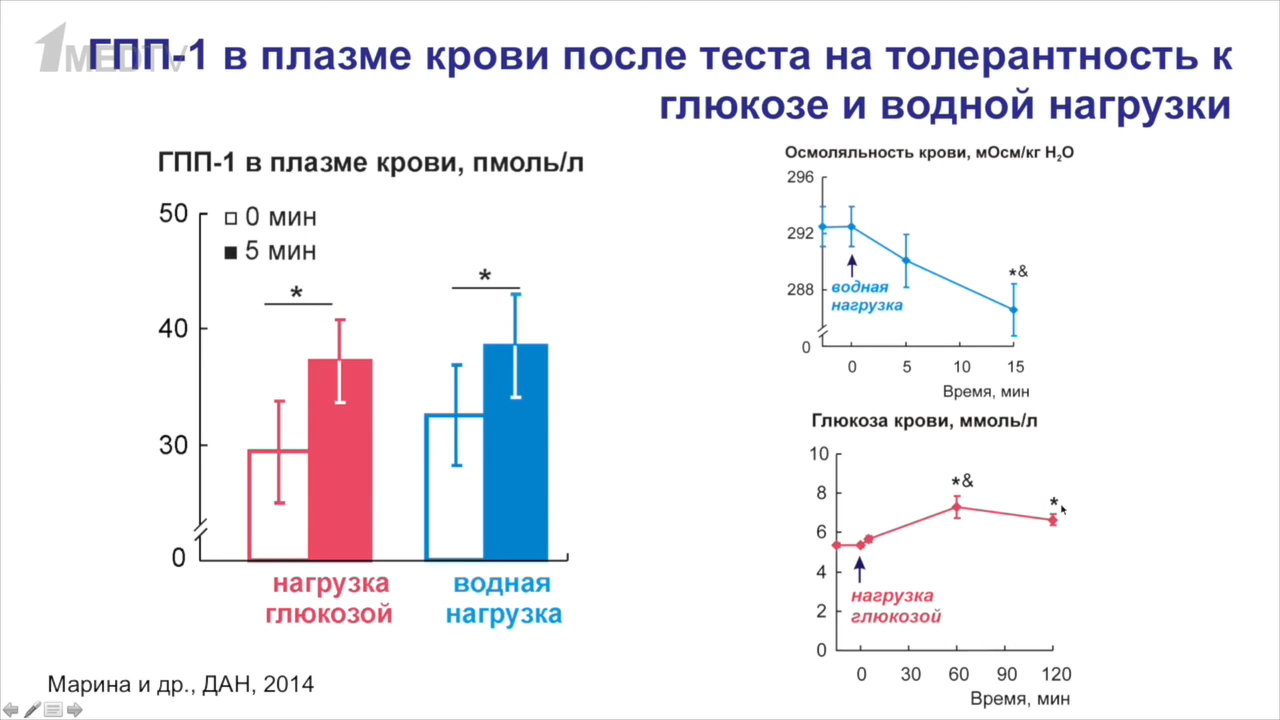 1MEDTV
ГПП-1 в плазме крови после теста на толерантность к
глюкозе и водной нагрузки
ГПП-1 в плазме крови, пмоль/л
50
40
30
0
0 мин
5 мин
*
*
нагрузка
глюкозой
водная
нагрузка
Осмоляльность крови, мОсм/кг H₂O
296
292
288
0
*&
водная
нагрузка
0 5 10 15
Время, мин
Глюкоза крови, ммоль/л
10
8
6
4
2
0
*&
*
нагрузка
глюкозой
0 30 60 90 120
Время, мин
Марина и др., ДАН, 2014